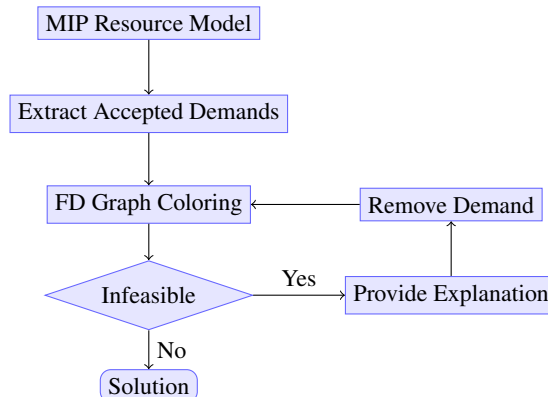 MIP Resource Model
Extract Accepted Demands
FD Graph Coloring
Remove Demand
Infeasible
Yes
Provide Explanation
No
Solution